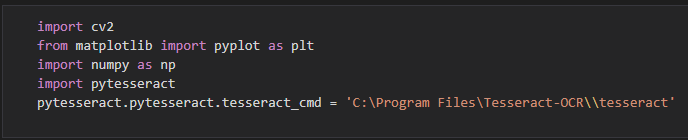 import cv2
from matplotlib import pyplot as plt
import numpy as np
import pytesseract
pytesseract.pytesseract.tesseract_cmd = 'C:\Program Files\Tesseract-OCR\\tesseract'